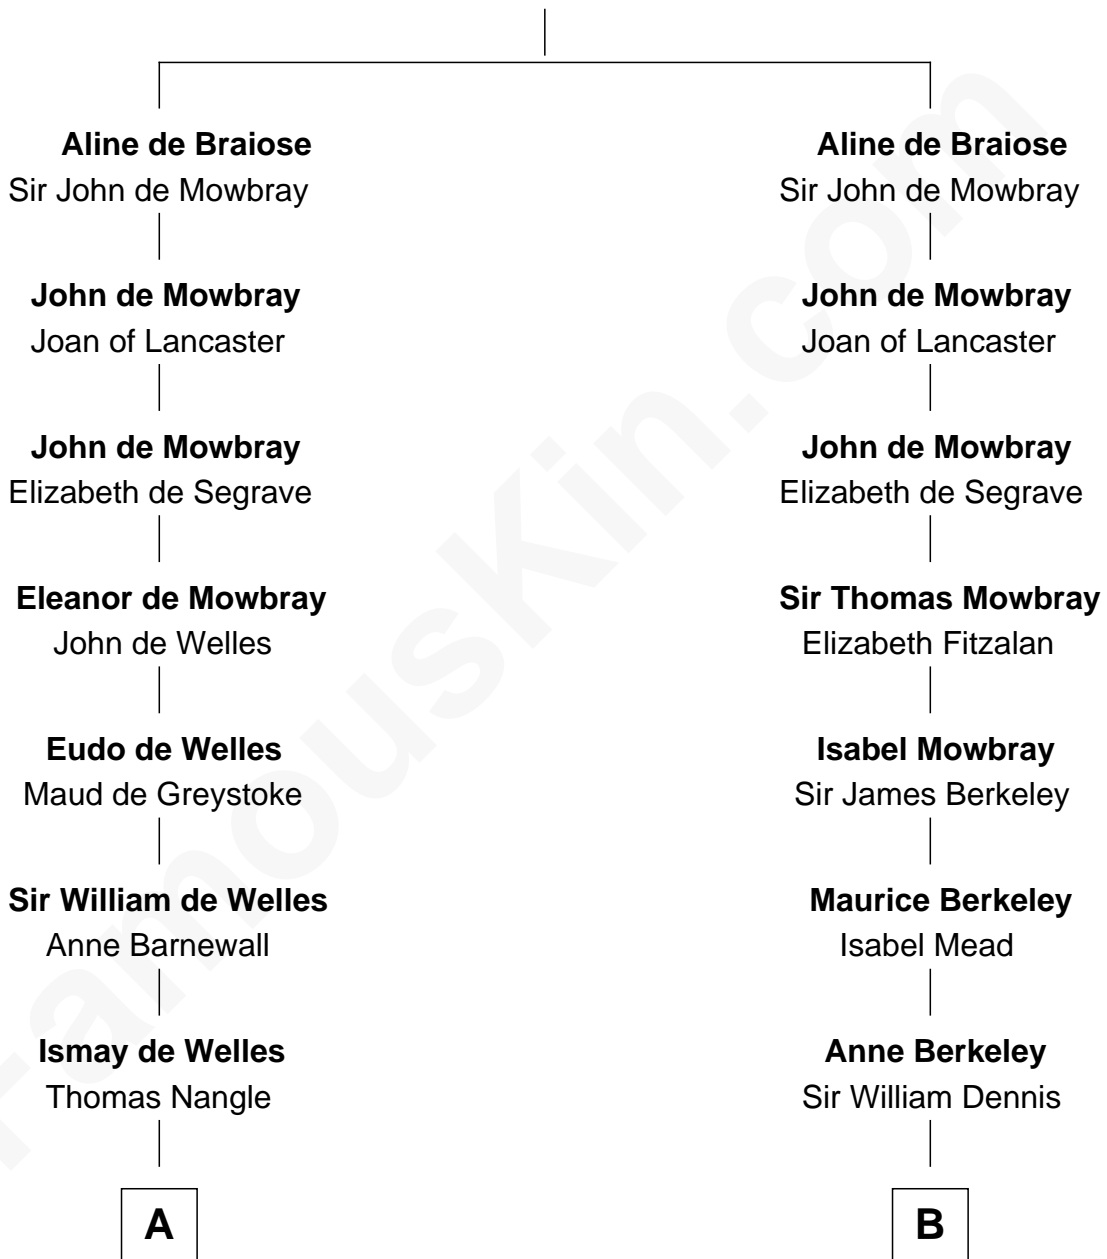 Aline de Braiose
Sir John de Mowbray
John de Mowbray
Joan of Lancaster
John de Mowbray
Elizabeth de Segrave
Eleanor de Mowbray
John de Welles
Eudo de Welles
Maud de Greystoke
Sir William de Welles
Anne Barnewall
Ismay de Welles
Thomas Nangle
A
Aline de Braiose
Sir John de Mowbray
John de Mowbray
Joan of Lancaster
John de Mowbray
Elizabeth de Segrave
Sir Thomas Mowbray
Elizabeth Fitzalan
Isabel Mowbray
Sir James Berkeley
Maurice Berkeley
Isabel Mead
Anne Berkeley
Sir William Dennis
B
FamousKin.com